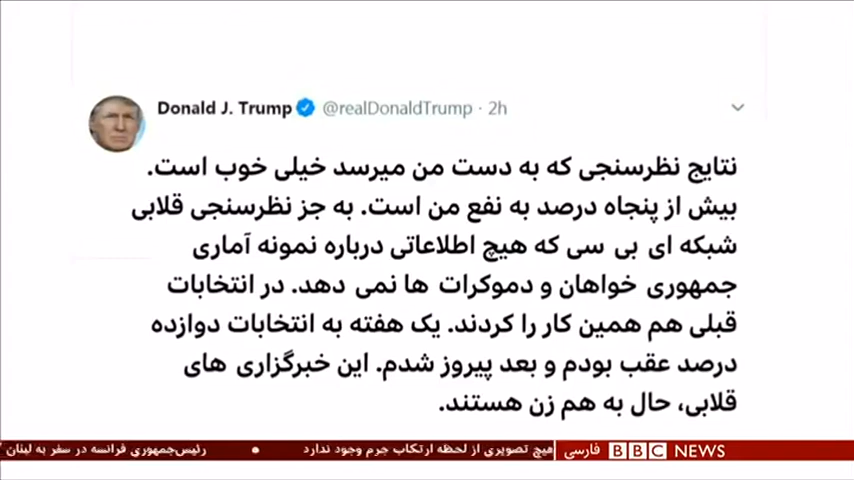 Donald J. Trump @realDonaldTrump · 2h
نتایج نظرسنجی که به دست من میرسد خیلی خوب است.
بیش از پنجاه درصد به نفع من است. به جز نظرسنجی قلابی
شبکه ای بی سی که هیچ اطلاعاتی درباره نمونه آماری
جمهوری خواهان و دموکرات ها نمی دهد. در انتخابات
قبلی هم همین کار را کردند. یک هفته به انتخابات دوازده
درصد عقب بودم و بعد پیروز شدم. این خبرگزاری های
قلابی، حال به هم زن هستند.
BBC NEWS فارسی هیچ تصویری از لحظه ارتکاب جرم وجود ندارد • رئیس‌جمهوری فرانسه در سفر به لبنان